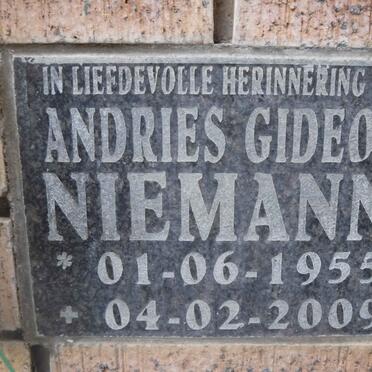 IN LIEFDEVOLLE HERINNERING
ANDRIES GIDEO
NIEMANN
* 01-06-1955
+ 04-02-2009